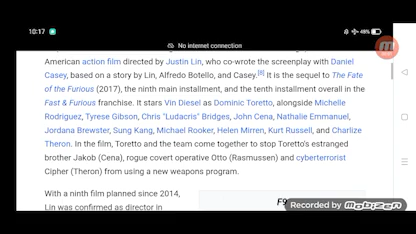 10:17
48%
No internet connection
American action film directed by Justin Lin, who co-wrote the screenplay with Daniel
Casey, based on a story by Lin, Alfredo Botello, and Casey.[8] It is the sequel to The Fate
of the Furious (2017), the ninth main installment, and the tenth installment overall in the
Fast & Furious franchise. It stars Vin Diesel as Dominic Toretto, alongside Michelle
Rodriguez, Tyrese Gibson, Chris "Ludacris" Bridges, John Cena, Nathalie Emmanuel,
Jordana Brewster, Sung Kang, Michael Rooker, Helen Mirren, Kurt Russell, and Charlize
Theron. In the film, Toretto and the team come together to stop Toretto's estranged
brother Jakob (Cena), rogue covert operative Otto (Rasmussen) and cyberterrorist
Cipher (Theron) from using a new weapons program.
With a ninth film planned since 2014,
Lin was confirmed as director in
F9
Recorded by Mobizen